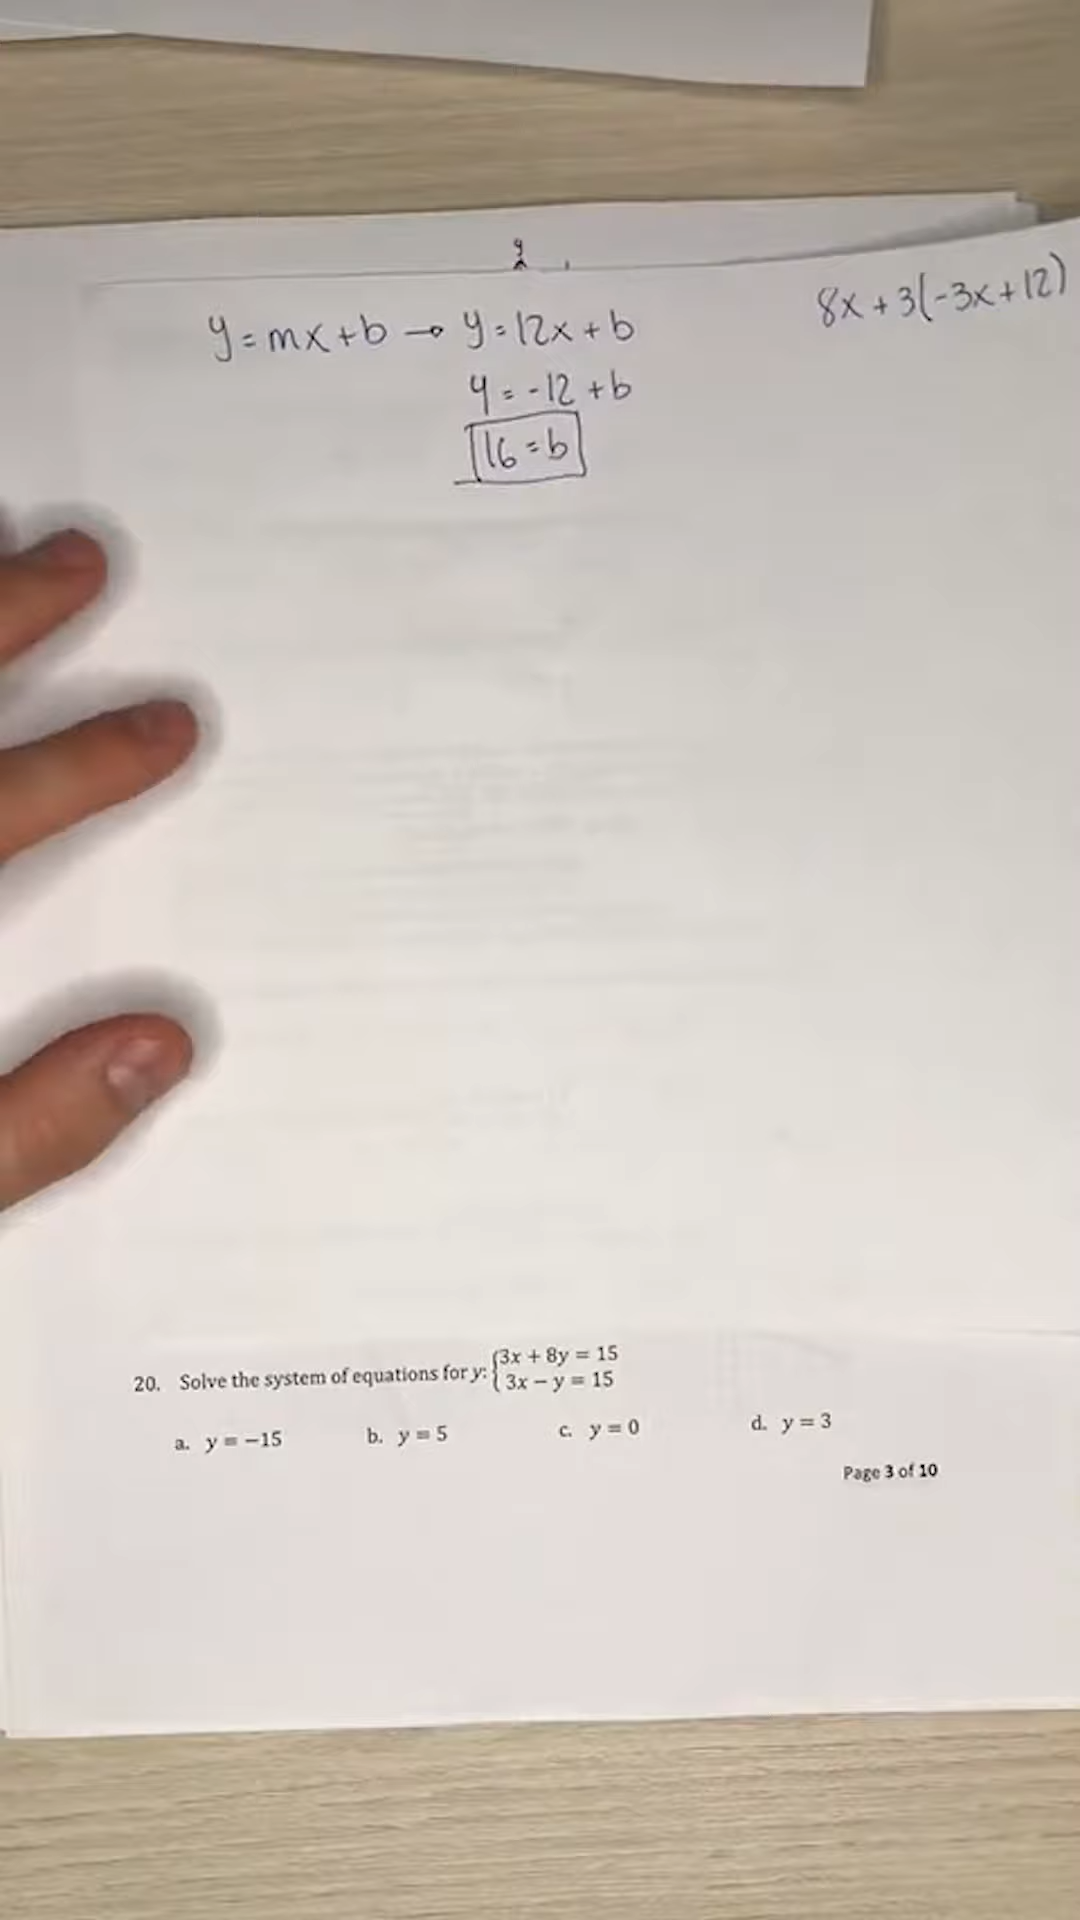 y
y = mx + b → y = 12x + b
8x + 3(-3x + 12)
4 = -12 + b
16 = b
20. Solve the system of equations for y: { 3x + 8y = 15
3x − y = 15
a. y = −15 b. y = 5 c. y = 0 d. y = 3
Page 3 of 10